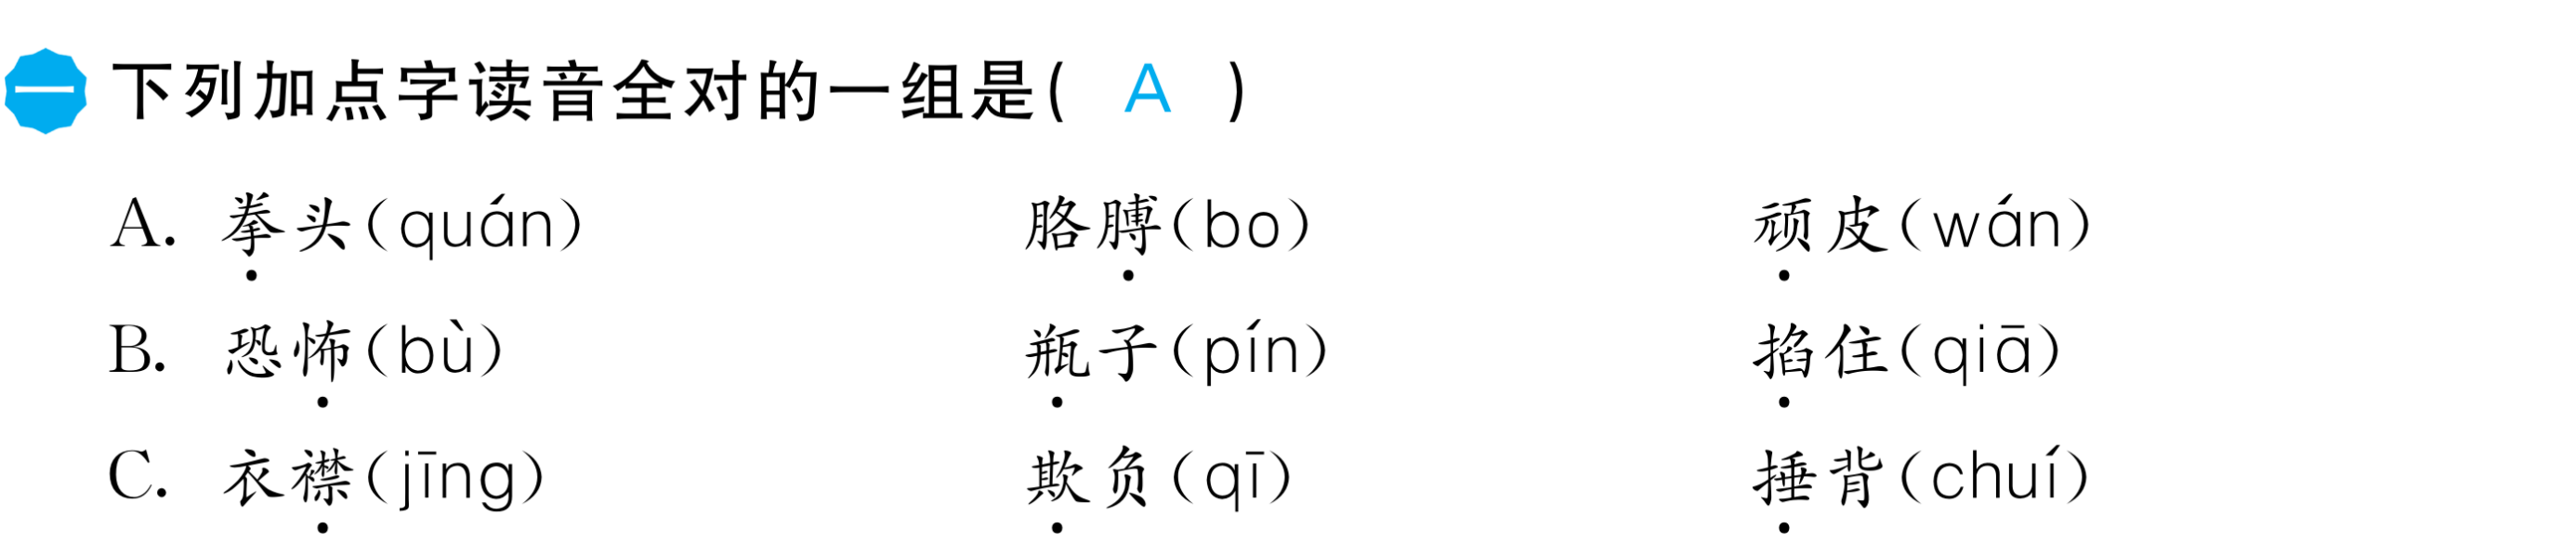 一 下列加点字读音全对的一组是( A )
A. 拳头(quán) 胳膊(bo) 顽皮(wán)
B. 恐怖(bù) 瓶子(pín) 掐住(qiā)
C. 衣襟(jīng) 欺负(qī) 捶背(chuí)